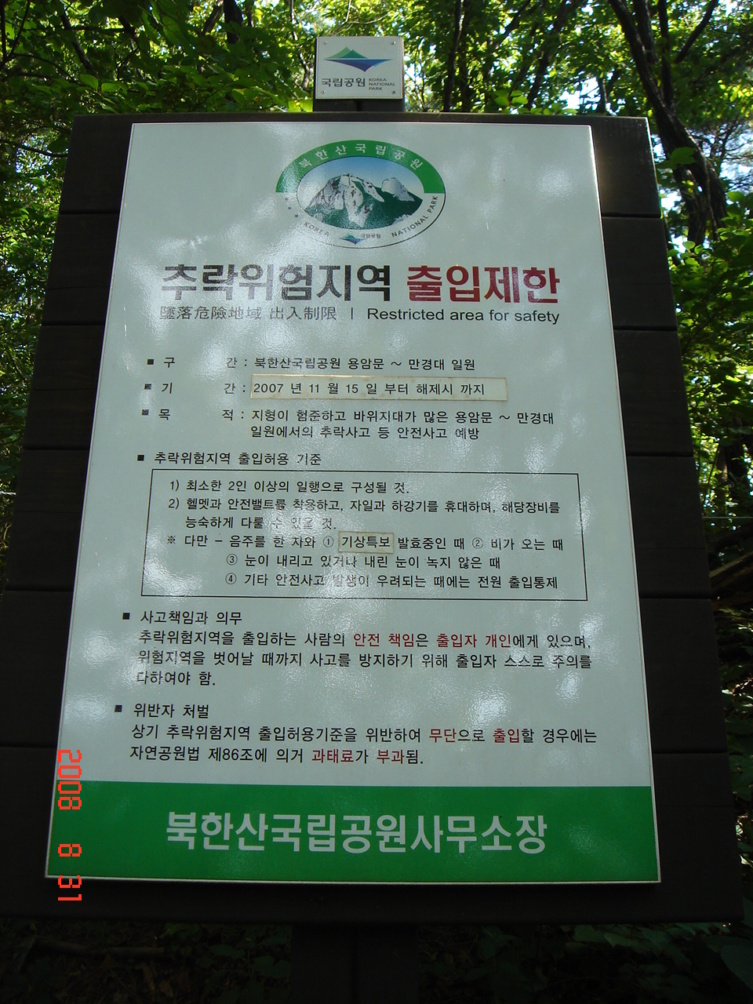 국립공원 KOREA NATIONAL PARK
북한산국립공원
KOREA 국립공원 NATIONAL PARK
추락위험지역 출입제한
墜落危險地域 出入制限 | Restricted area for safety
■ 구 간 : 북한산국립공원 용암문 ~ 만경대 일원
■ 기 간 : 2007 년 11 월 15 일 부터 해제시 까지
■ 목 적 : 지형이 험준하고 바위지대가 많은 용암문 ~ 만경대
일원에서의 추락사고 등 안전사고 예방
■ 추락위험지역 출입허용 기준
1) 최소한 2인 이상의 일행으로 구성될 것.
2) 헬멧과 안전밸트를 착용하고, 자일과 하강기를 휴대하며, 해당장비를
능숙하게 다룰 수 있을 것.
※ 다만 - 음주를 한 자와 ① 기상특보 발효중인 때 ② 비가 오는 때
③ 눈이 내리고 있거나 내린 눈이 녹지 않은 때
④ 기타 안전사고 발생이 우려되는 때에는 전원 출입통제
■ 사고책임과 의무
추락위험지역을 출입하는 사람의 안전 책임은 출입자 개인에게 있으며,
위험지역을 벗어날 때까지 사고를 방지하기 위해 출입자 스스로 주의를
다하여야 함.
■ 위반자 처벌
상기 추락위험지역 출입허용기준을 위반하여 무단으로 출입할 경우에는
자연공원법 제86조에 의거 과태료가 부과됨.
북한산국립공원사무소장
2008 8 31